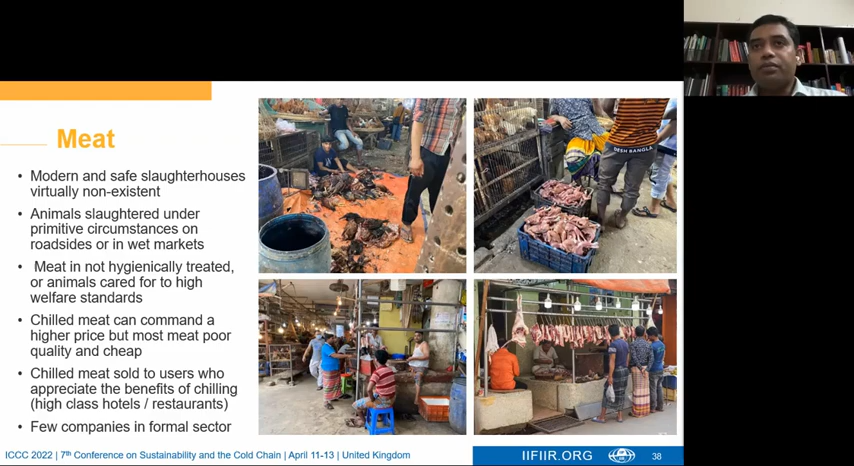 Meat
• Modern and safe slaughterhouses
virtually non-existent
• Animals slaughtered under
primitive circumstances on
roadsides or in wet markets
• Meat in not hygienically treated,
or animals cared for to high
welfare standards
• Chilled meat can command a
higher price but most meat poor
quality and cheap
• Chilled meat sold to users who
appreciate the benefits of chilling
(high class hotels / restaurants)
• Few companies in formal sector
DESH BANGLA
ICCC 2022 | 7th Conference on Sustainability and the Cold Chain | April 11-13 | United Kingdom
IIFIIR.ORG
38